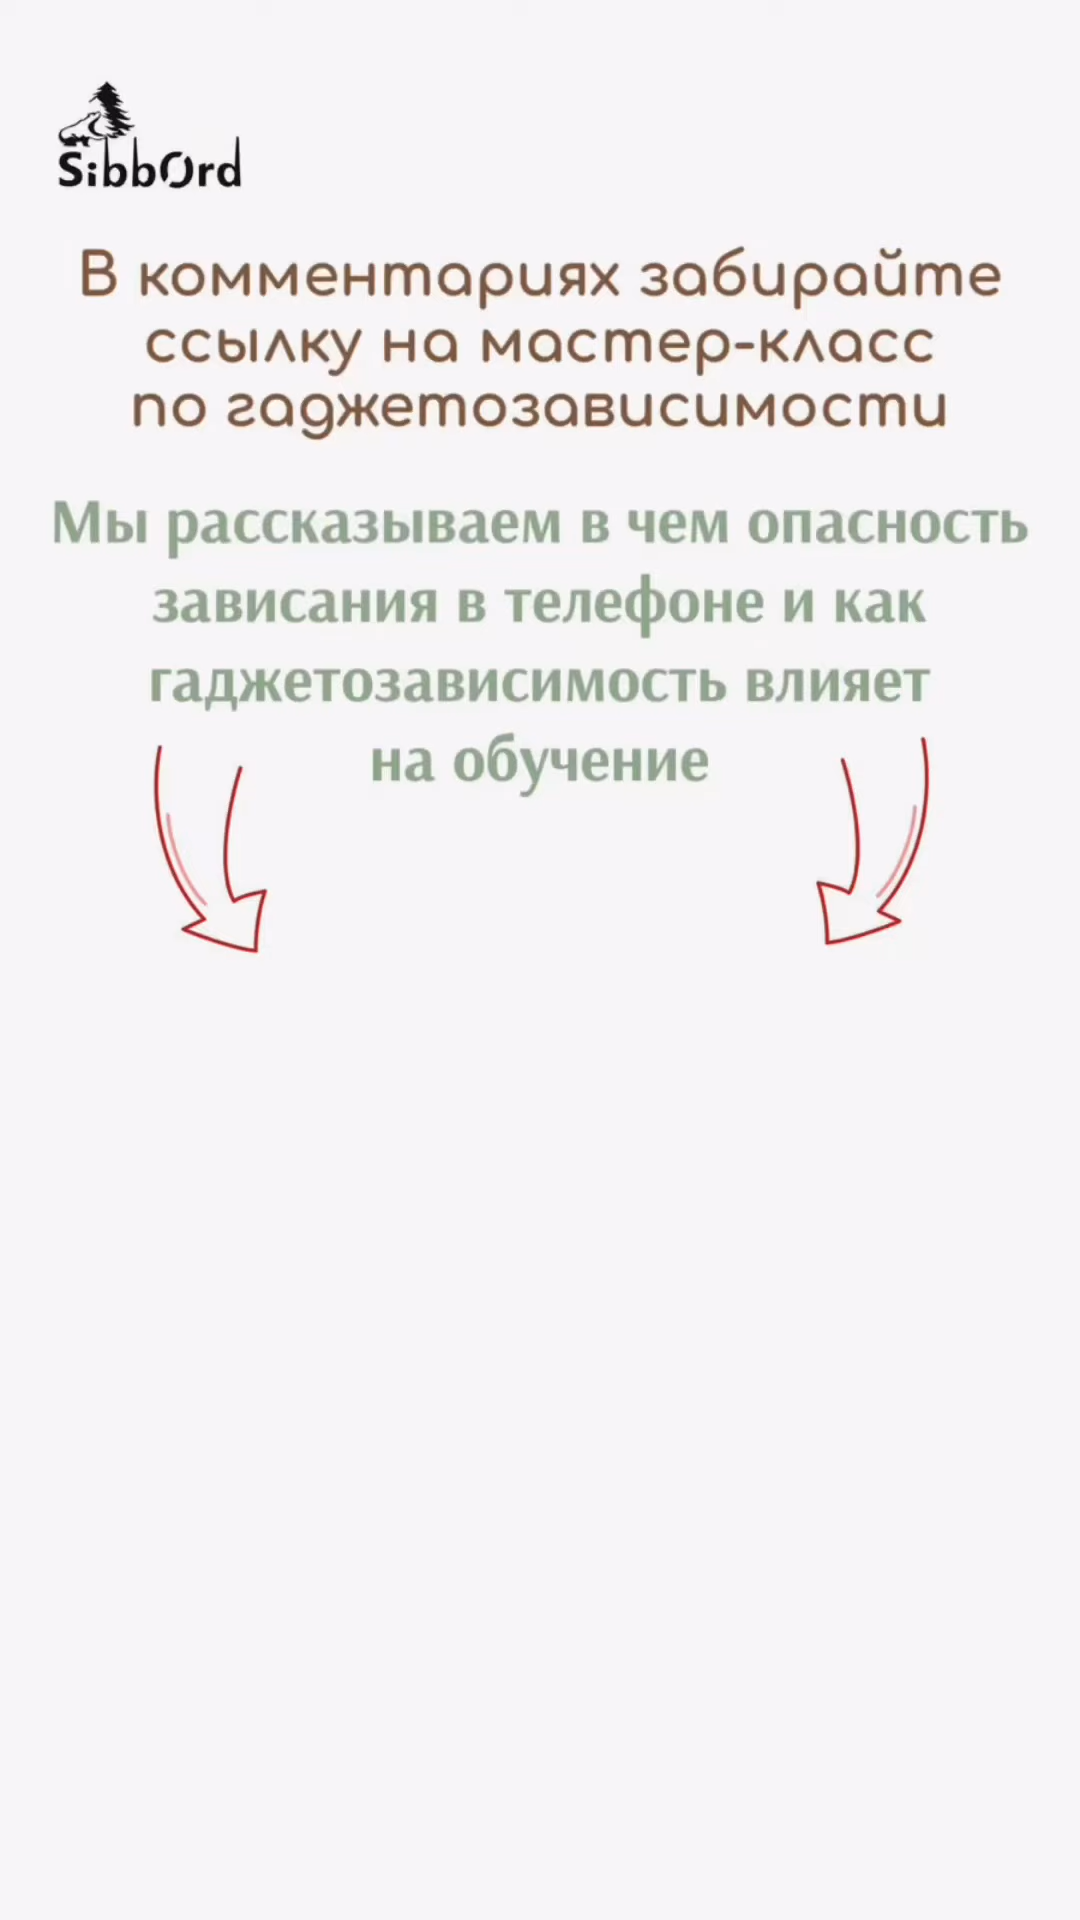 SibbOrd
В комментариях забирайте
ссылку на мастер-класс
по гаджетозависимости
Мы рассказываем в чем опасность
зависания в телефоне и как
гаджетозависимость влияет
на обучение